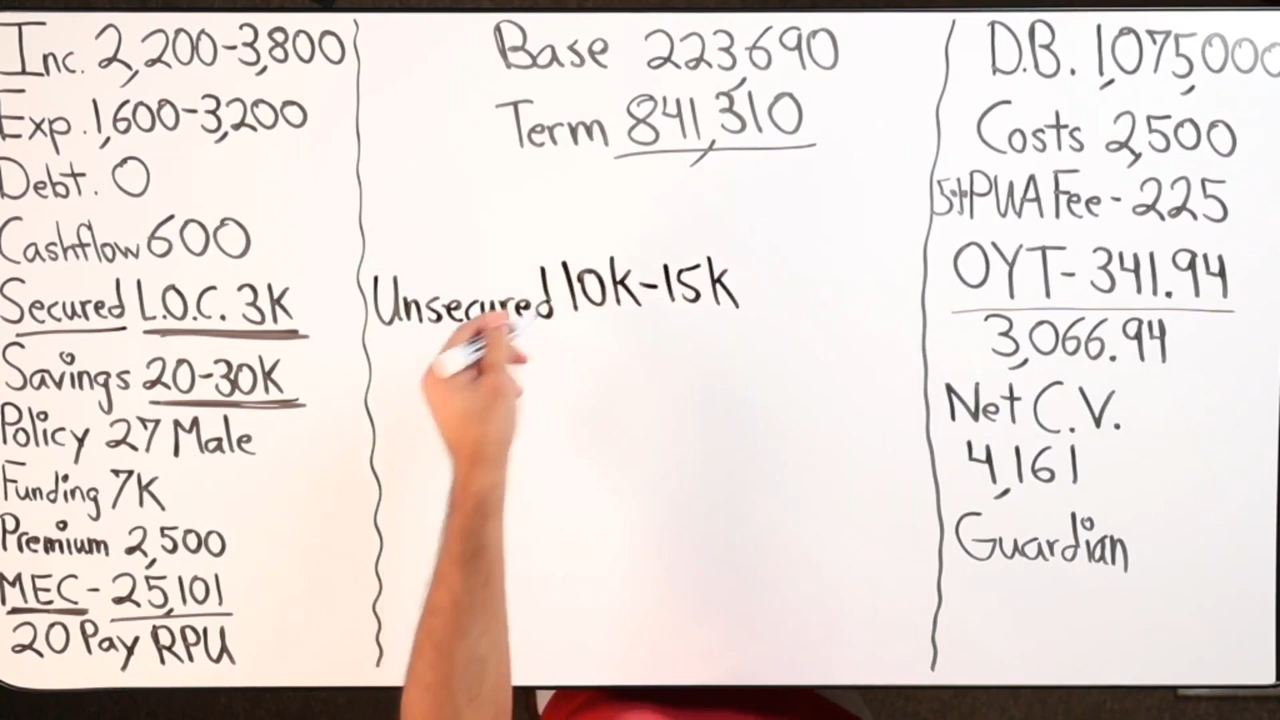 Inc. 2,200-3,800
Exp. 1,600-3,200
Debt. 0
Cashflow 600
Secured L.O.C. 3K
Savings 20-30K
Policy 27 Male
Funding 7K
Premium 2,500
MEC- 25,101
20 Pay RPU
Base 223,690
Term 841,310
Unsecured 10K-15K
D.B. 1,075,000
Costs 2,500
PUA Fee - 225
OYT- 341.94
3,066.94
Net C.V.
4,161
Guardian